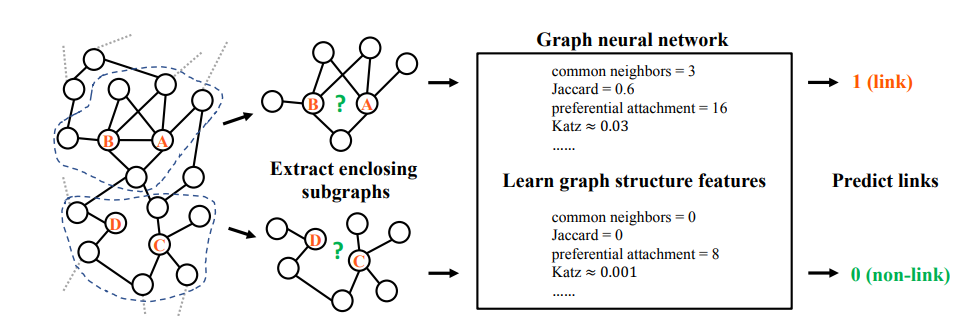 Graph neural network
common neighbors = 3
Jaccard = 0.6
preferential attachment = 16
Katz ≈ 0.03
......
1 (link)
B
A
B
?
A
Extract enclosing
subgraphs
Learn graph structure features
Predict links
D
C
D
?
C
common neighbors = 0
Jaccard = 0
preferential attachment = 8
Katz ≈ 0.001
......
0 (non-link)